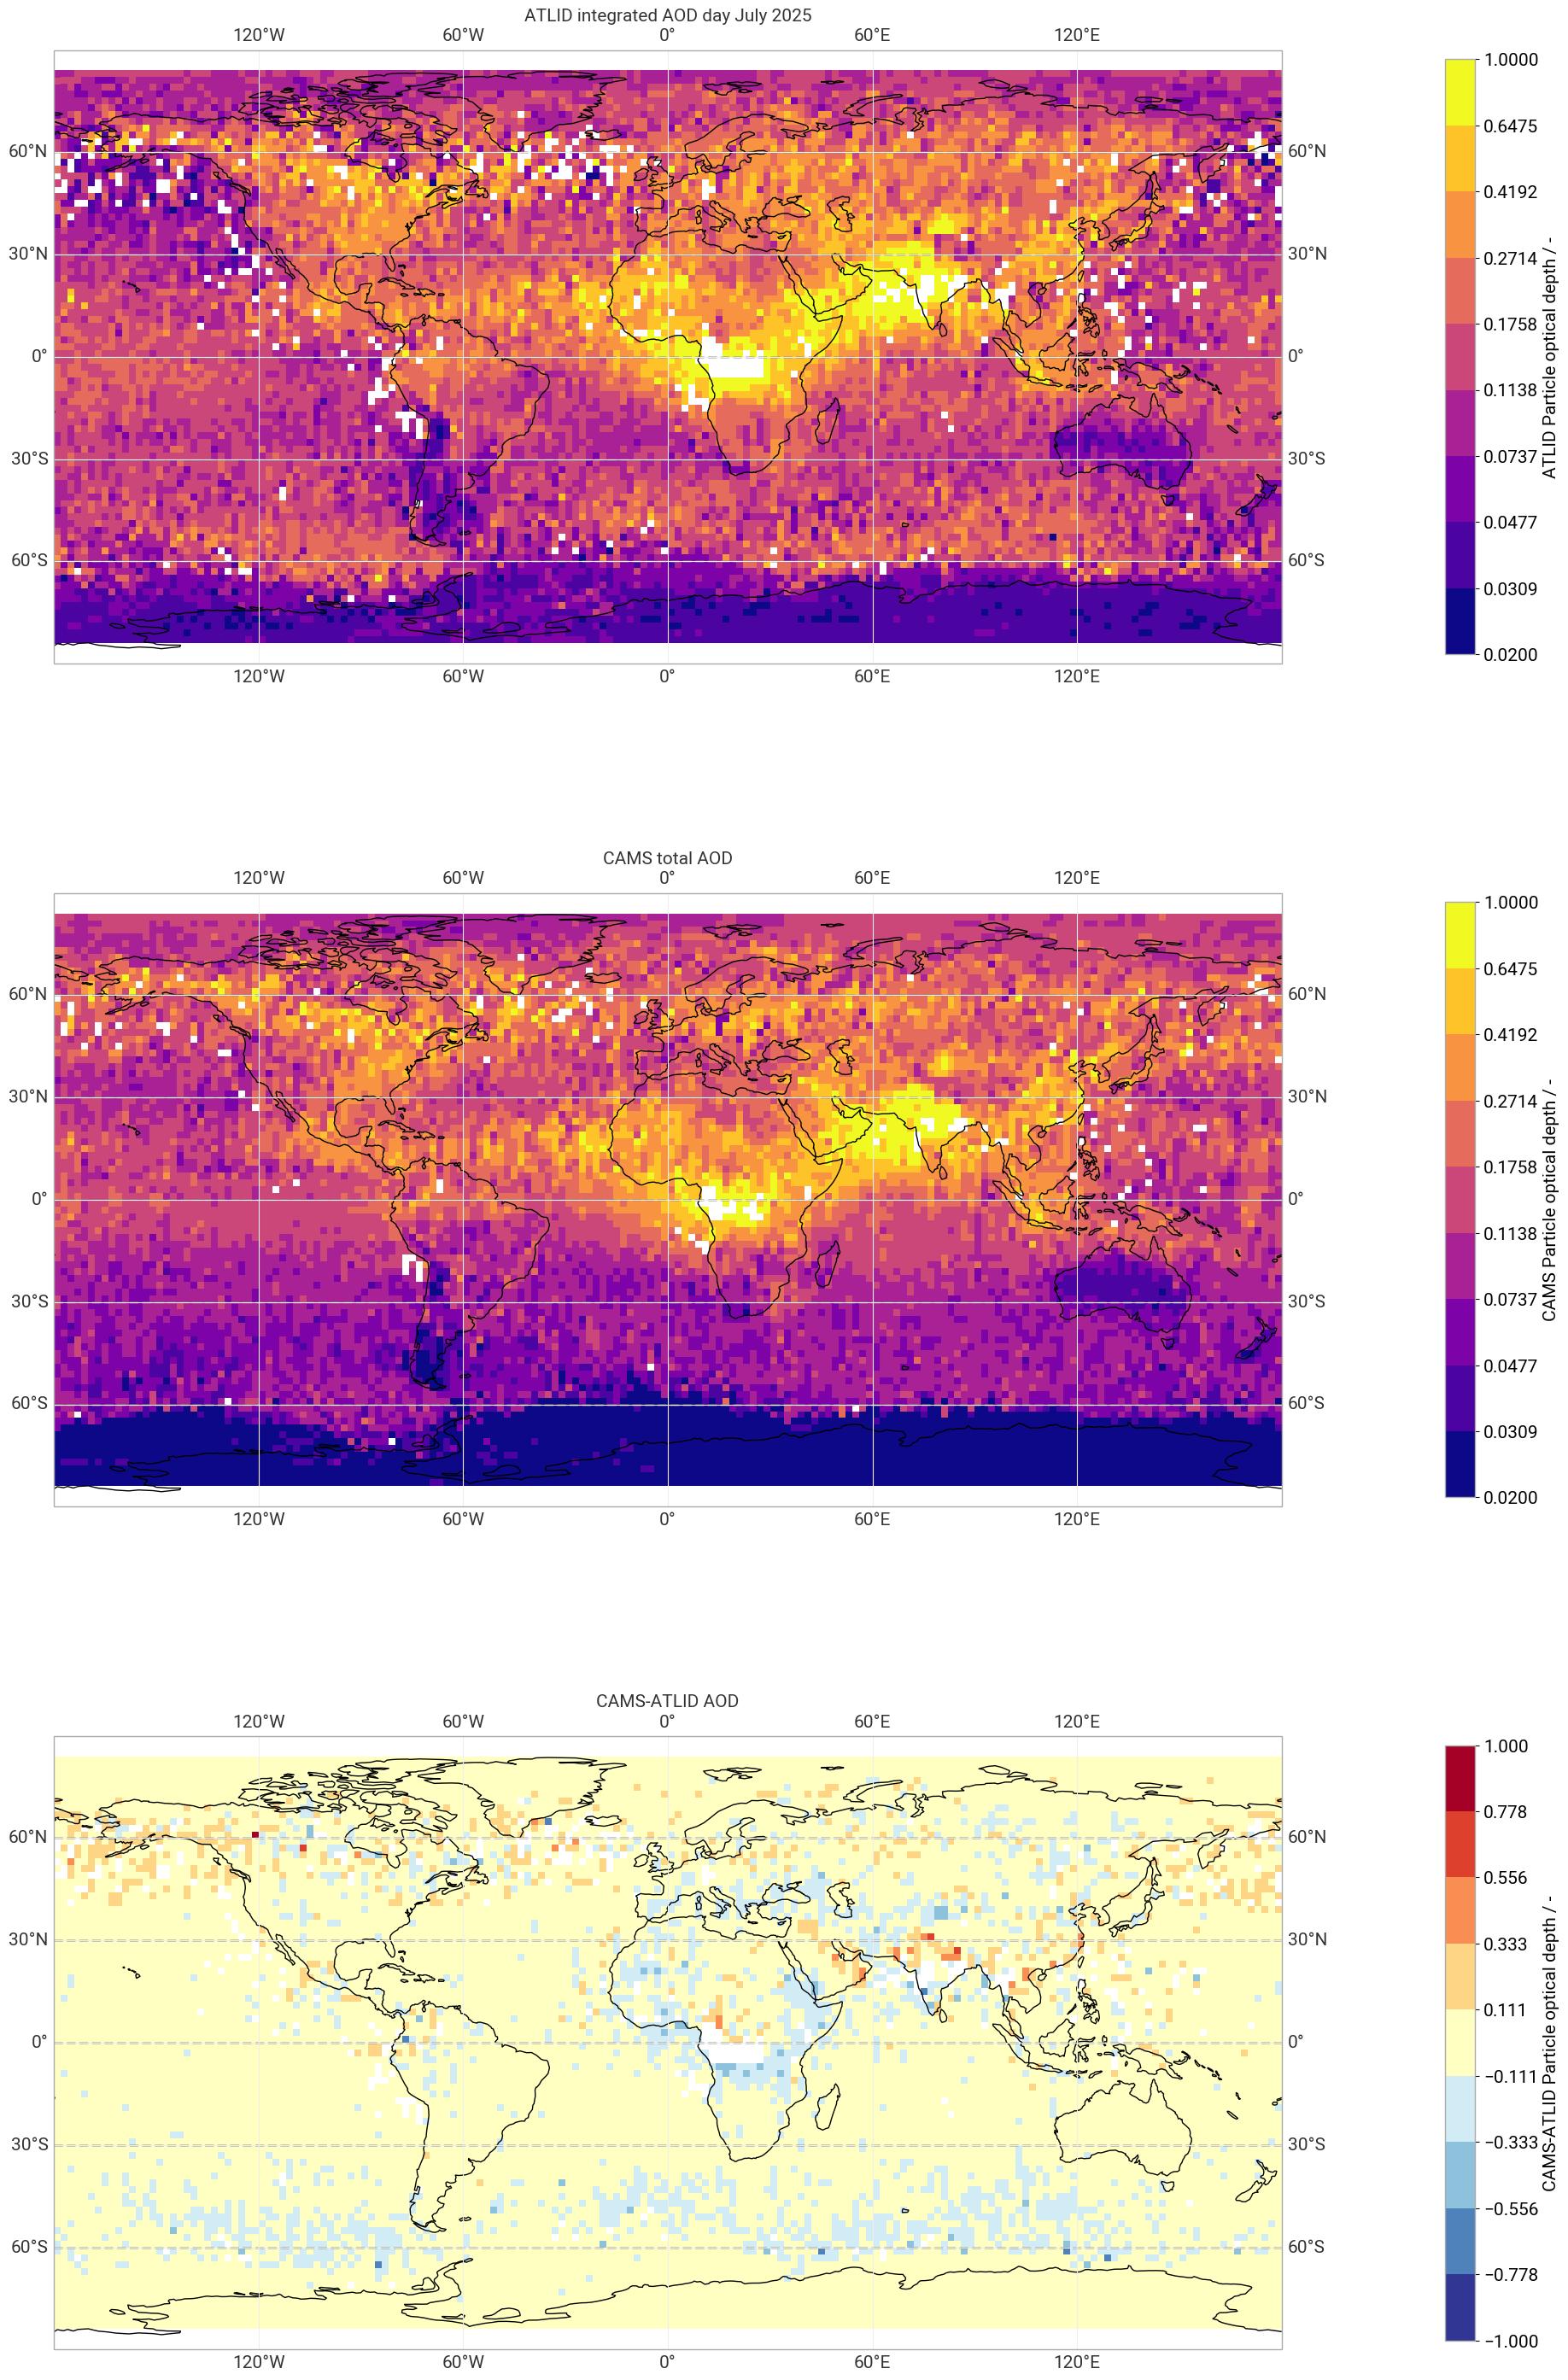 ATLID integrated AOD day July 2025
120°W 60°W 0° 60°E 120°E
60°N 60°N
30°N 30°N
0° 0°
30°S 30°S
60°S 60°S
120°W 60°W 0° 60°E 120°E
1.0000
0.6475
0.4192
0.2714
0.1758
0.1138
0.0737
0.0477
0.0309
0.0200
ATLID Particle optical depth / -
CAMS total AOD
120°W 60°W 0° 60°E 120°E
60°N 60°N
30°N 30°N
0° 0°
30°S 30°S
60°S 60°S
120°W 60°W 0° 60°E 120°E
1.0000
0.6475
0.4192
0.2714
0.1758
0.1138
0.0737
0.0477
0.0309
0.0200
CAMS Particle optical depth / -
CAMS-ATLID AOD
120°W 60°W 0° 60°E 120°E
60°N 60°N
30°N 30°N
0° 0°
30°S 30°S
60°S 60°S
120°W 60°W 0° 60°E 120°E
1.000
0.778
0.556
0.333
0.111
−0.111
−0.333
−0.556
−0.778
−1.000
CAMS-ATLID Particle optical depth / -